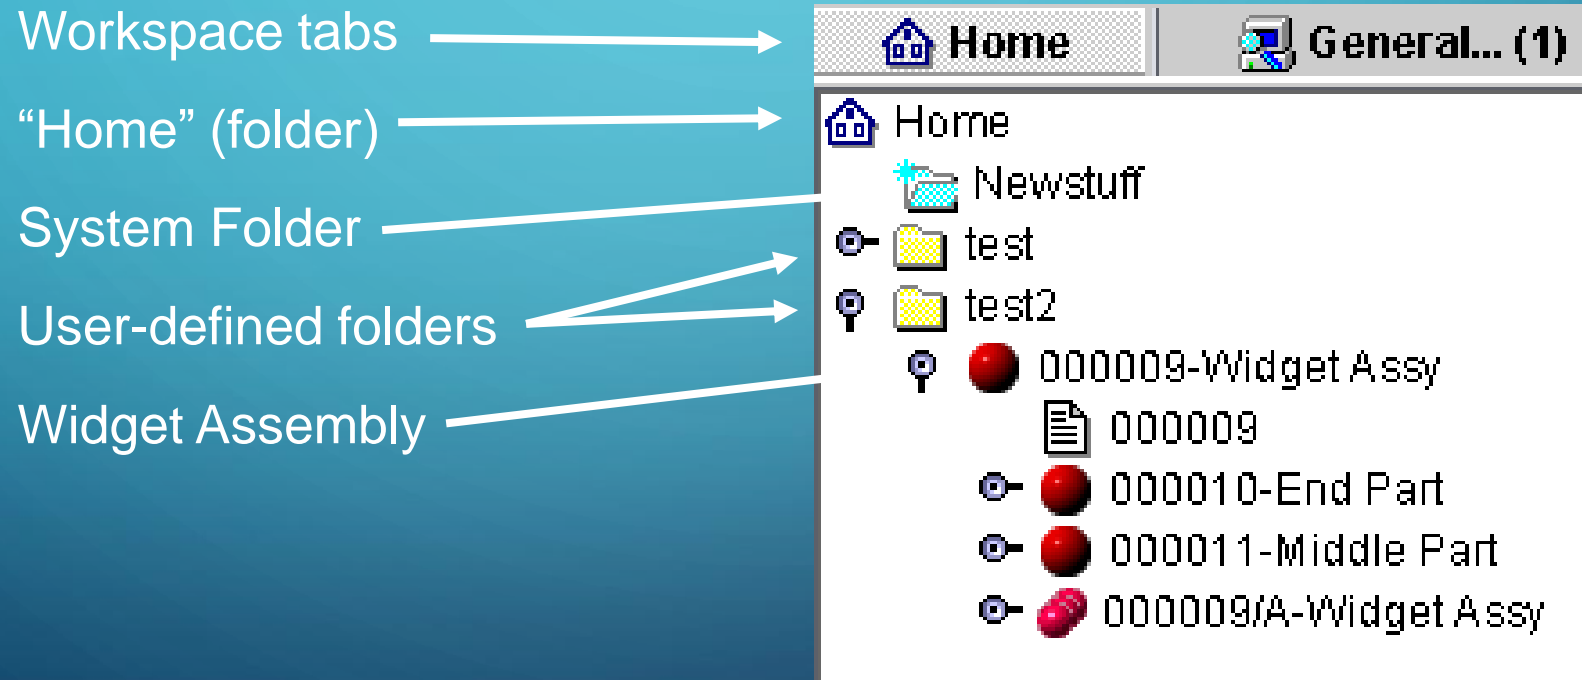 Workspace tabs
“Home” (folder)
System Folder
User-defined folders
Widget Assembly
Home
General... (1)
Home
Newstuff
test
test2
000009-Widget Assy
000009
000010-End Part
000011-Middle Part
000009/A-Widget Assy